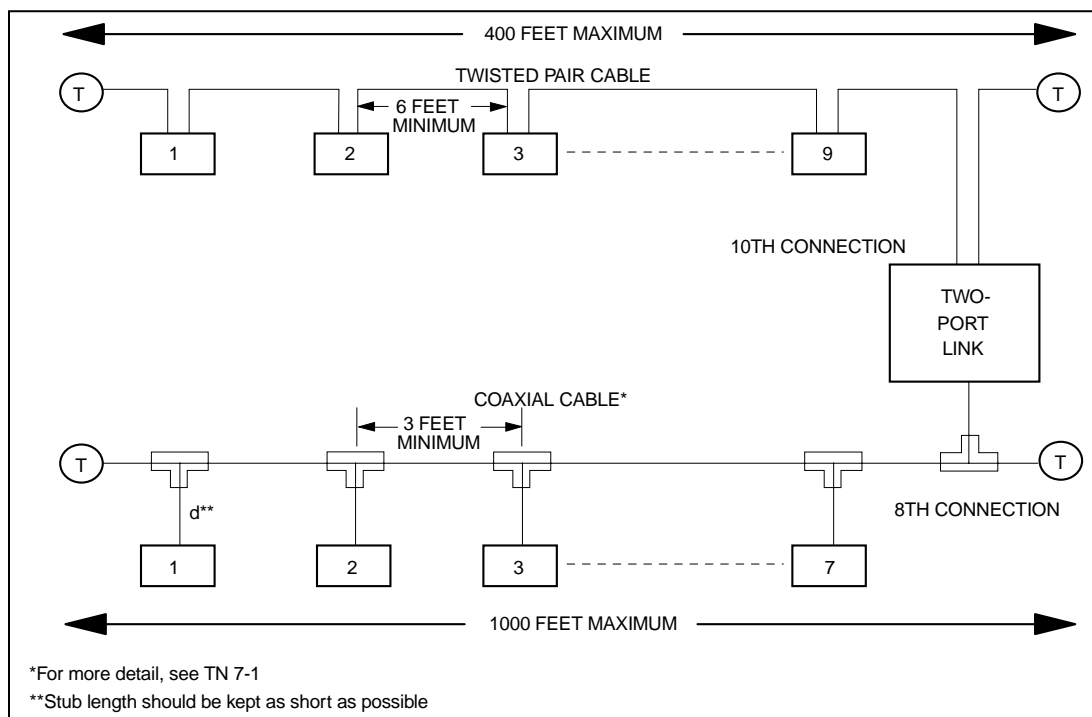 400 FEET MAXIMUM
TWISTED PAIR CABLE
T
T
6 FEET
MINIMUM
1
2
3
9
10TH CONNECTION
TWO-
PORT
LINK
COAXIAL CABLE*
3 FEET
MINIMUM
T
T
d**
8TH CONNECTION
1
2
3
7
1000 FEET MAXIMUM
*For more detail, see TN 7-1
**Stub length should be kept as short as possible